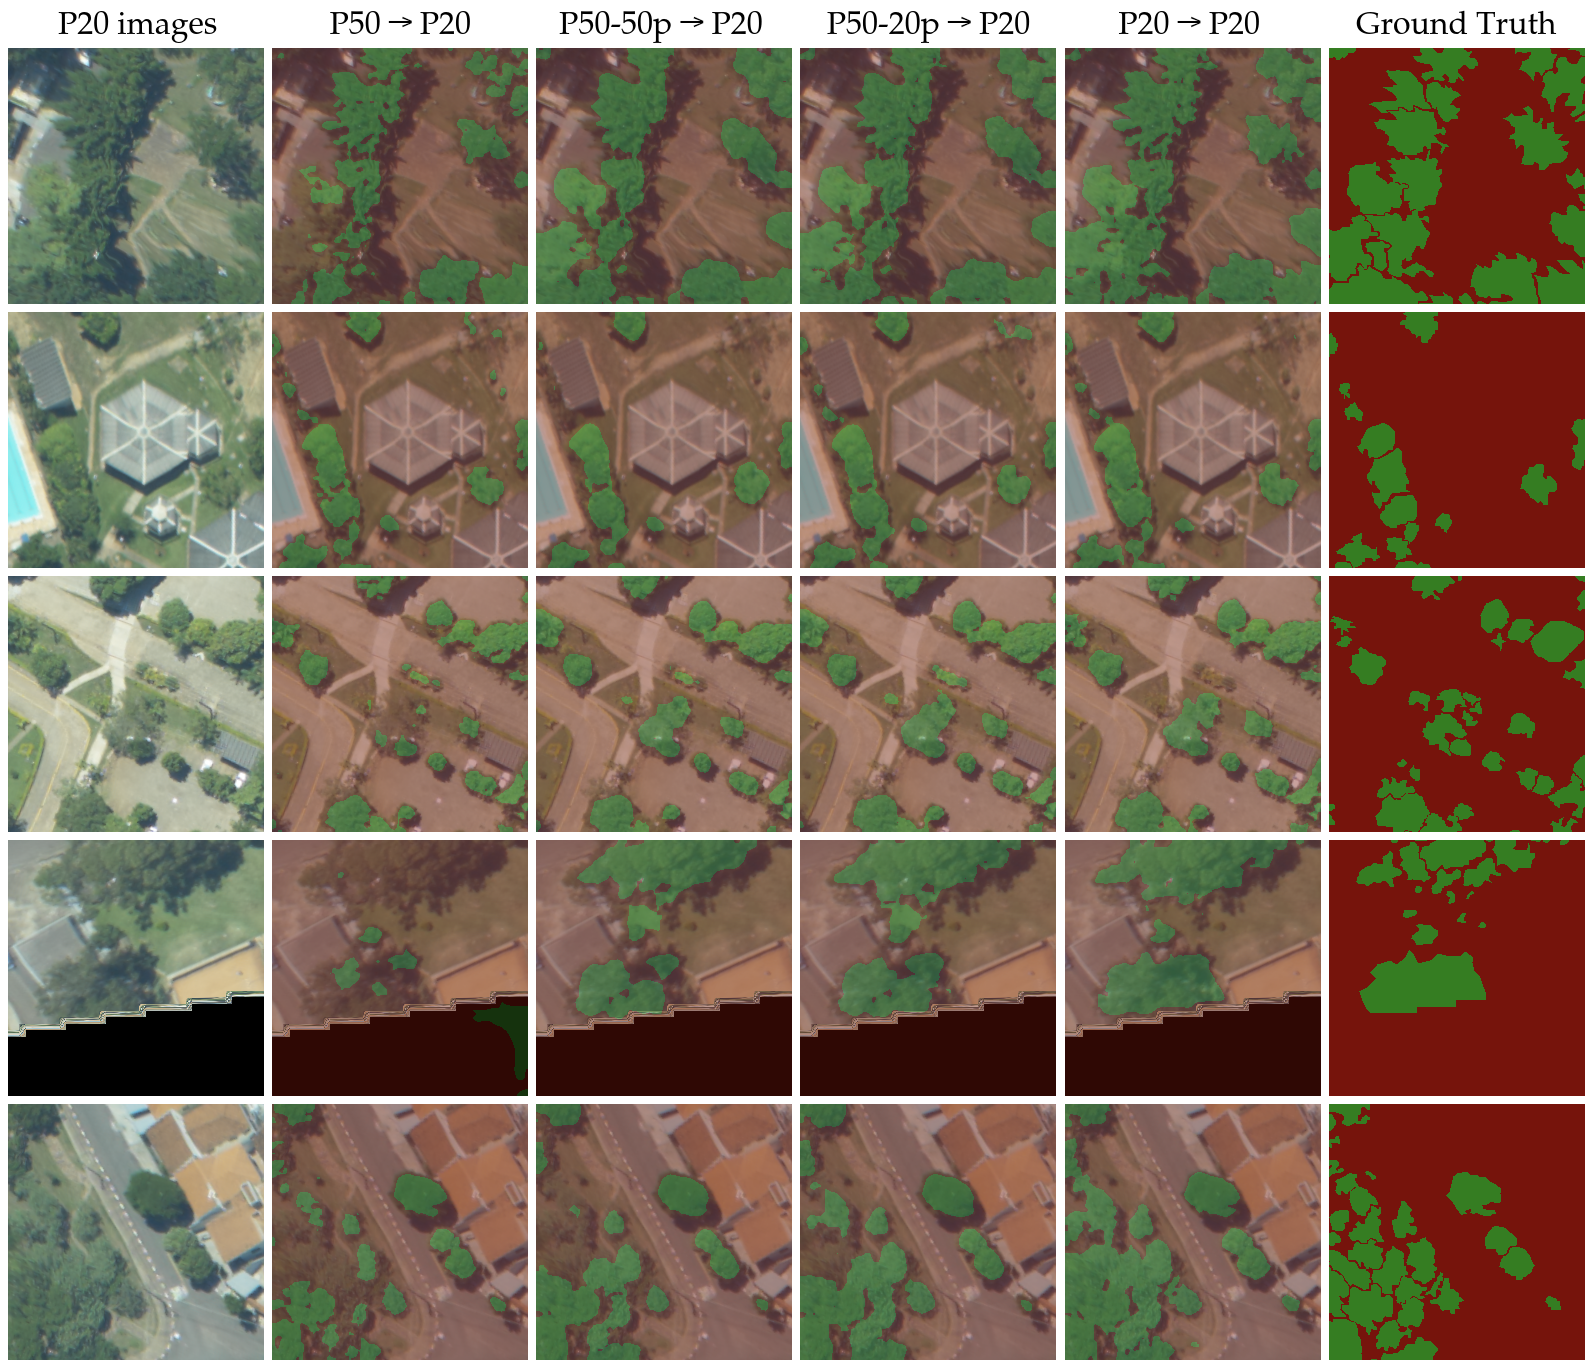 P20 images
P50 → P20
P50-50p → P20
P50-20p → P20
P20 → P20
Ground Truth